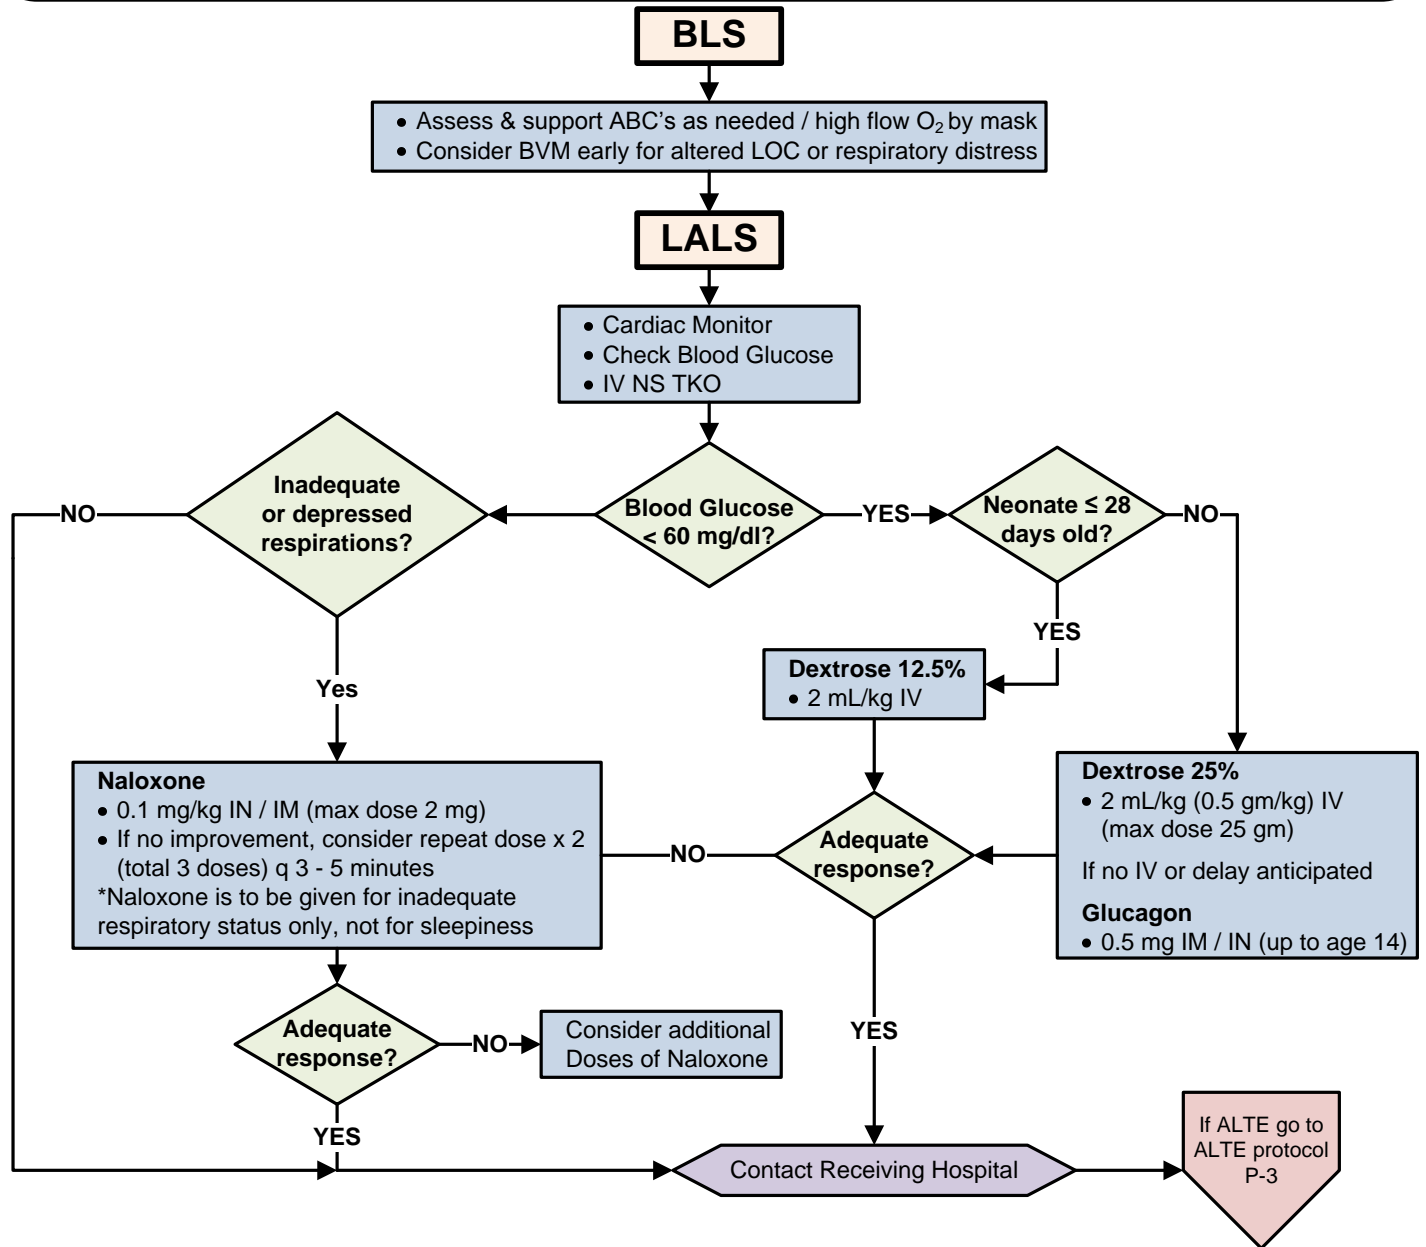 BLS
• Assess & support ABC's as needed / high flow O₂ by mask
• Consider BVM early for altered LOC or respiratory distress
LALS
• Cardiac Monitor
• Check Blood Glucose
• IV NS TKO
Inadequate
or depressed
respirations?
NO
Blood Glucose
< 60 mg/dl?
YES
Neonate ≤ 28
days old?
NO
YES
Yes
Dextrose 12.5%
• 2 mL/kg IV
Naloxone
• 0.1 mg/kg IN / IM (max dose 2 mg)
• If no improvement, consider repeat dose x 2
(total 3 doses) q 3 - 5 minutes
*Naloxone is to be given for inadequate
respiratory status only, not for sleepiness
NO
Adequate
response?
Dextrose 25%
• 2 mL/kg (0.5 gm/kg) IV
(max dose 25 gm)
If no IV or delay anticipated
Glucagon
• 0.5 mg IM / IN (up to age 14)
Adequate
response?
NO
Consider additional
Doses of Naloxone
YES
YES
Contact Receiving Hospital
If ALTE go to
ALTE protocol
P-3